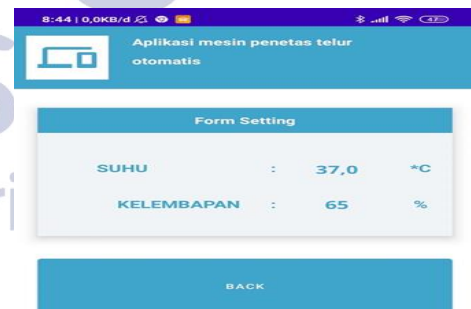 8:44 | 0,0KB/d
47
Aplikasi mesin penetas telur
otomatis
Form Setting
SUHU : 37,0 °C
KELEMBAPAN : 65 %
BACK